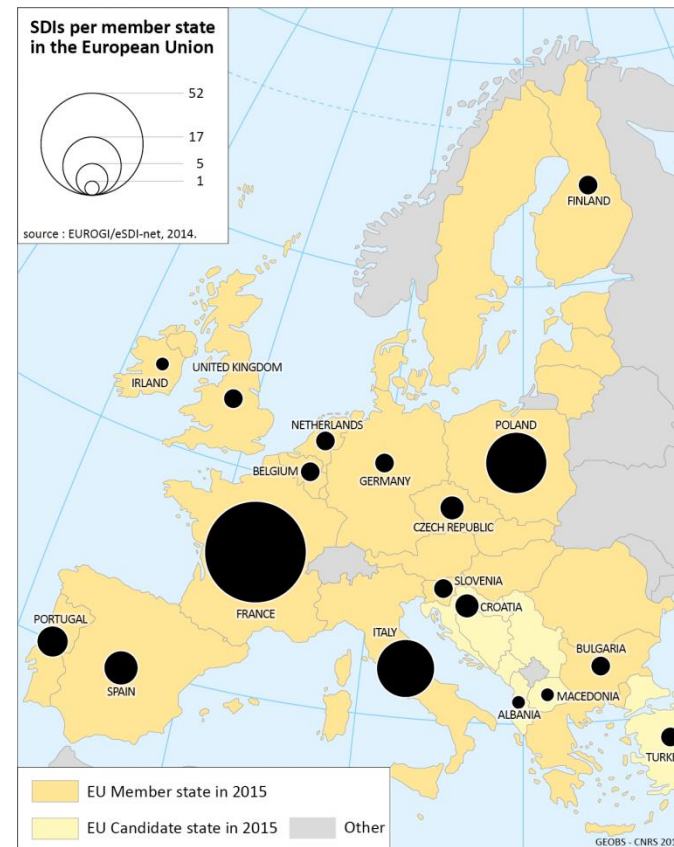 SDIs per member state
in the European Union
52
17
5
1
source : EUROGI/eSDI-net, 2014.
FINLAND
UNITED KINGDOM
IRLAND
NETHERLANDS
POLAND
BELGIUM
GERMANY
CZECH REPUBLIC
SLOVENIA
CROATIA
FRANCE
PORTUGAL
ITALY
SPAIN
BULGARIA
MACEDONIA
ALBANIA
EU Member state in 2015
EU Candidate state in 2015
Other
GEOBS - CNRS